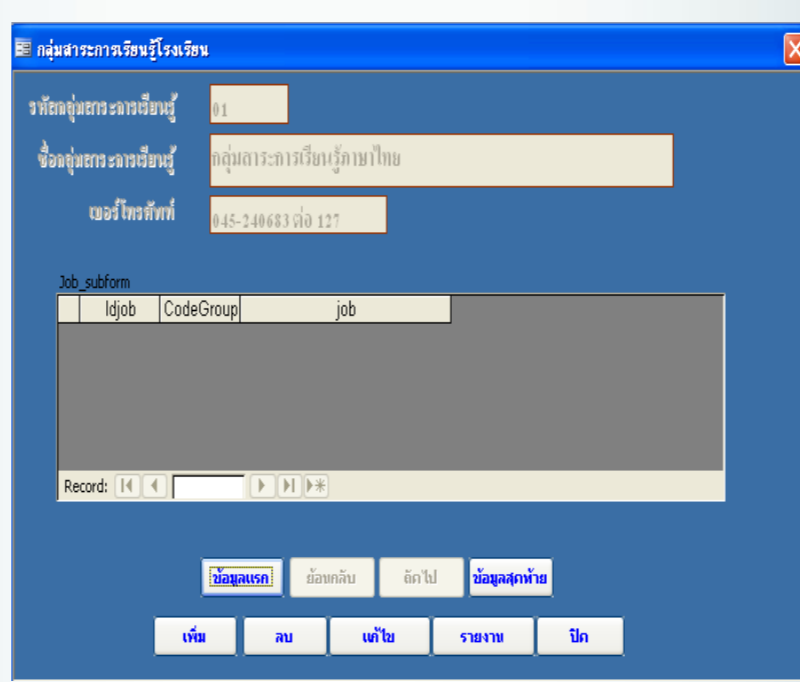 กลุ่มสาระการเรียนรู้โรงเรียน
รหัสกลุ่มสาระการเรียนรู้ 01
ชื่อกลุ่มสาระการเรียนรู้ กลุ่มสาระการเรียนรู้ภาษาไทย
เบอร์โทรศัพท์ 045-240683 ต่อ 127
Job_subform
Idjob CodeGroup job
Record:
ข้อมูลแรก ย้อนกลับ ถัดไป ข้อมูลสุดท้าย
เพิ่ม ลบ แก้ไข รายงาน ปิด